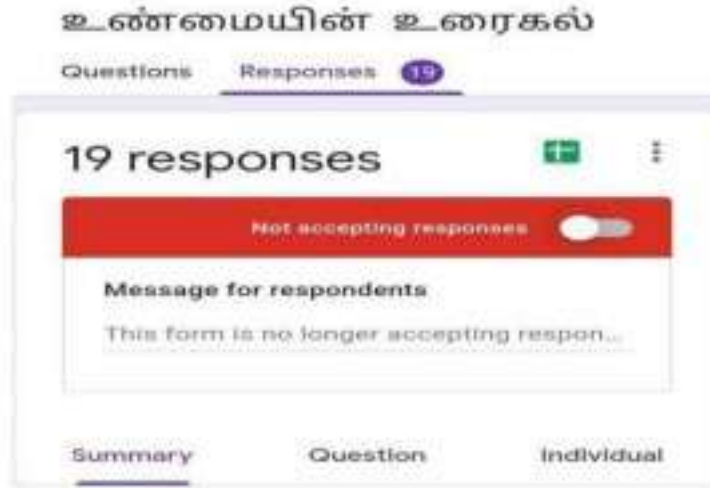 உண்மையின் உரைகல்
Questions Responses 19
19 responses
Not accepting responses
Message for respondents
This form is no longer accepting respon...
Summary Question Individual